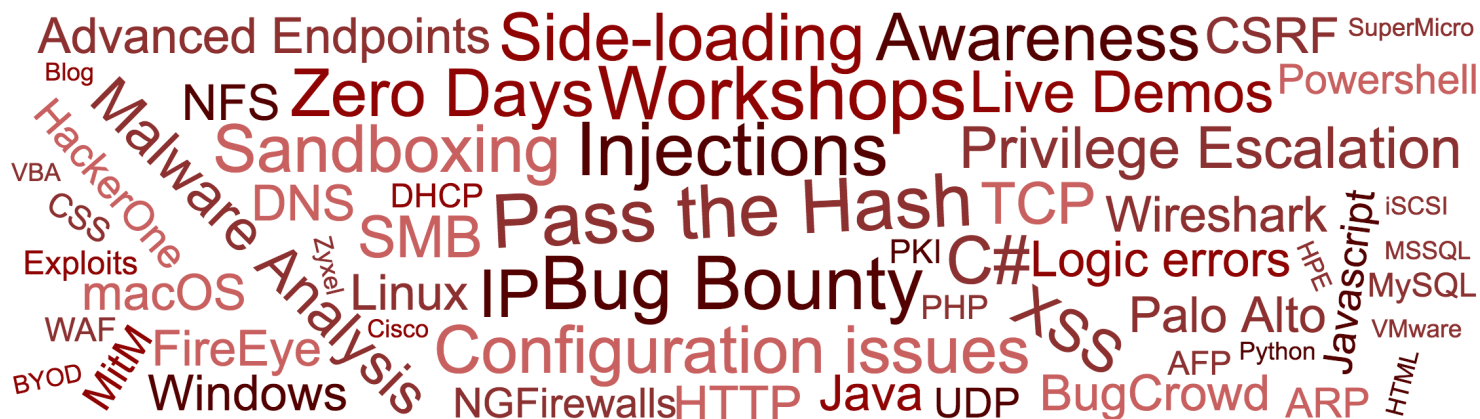 Advanced Endpoints
Side-loading
Awareness
CSRF
SuperMicro
Blog
Malware Analysis
NFS
Zero Days
Workshops
Live Demos
Powershell
HackerOne
Sandboxing
Injections
Privilege Escalation
VBA
CSS
DNS
DHCP
SMB
Pass the Hash
TCP
Wireshark
Javascript
iSCSI
Exploits
macOS
Zyxel
Linux
IP
Bug Bounty
PKI
C#
Logic errors
HPE
MSSQL
MySQL
WAF
MitM
FireEye
Cisco
Configuration issues
PHP
XSS
Palo Alto
VMware
BYOD
Windows
NGFirewalls
HTTP
Java
UDP
BugCrowd
AFP
Python
ARP
HTML